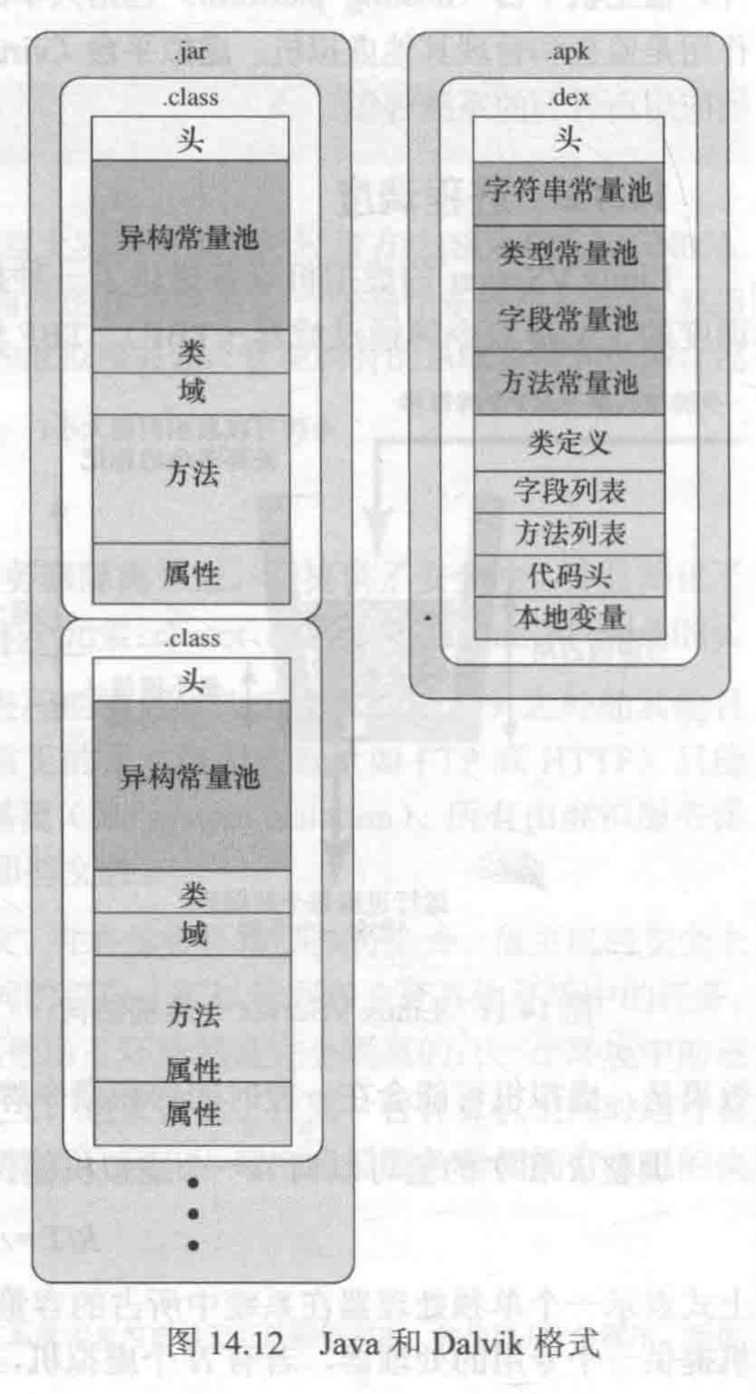 .jar
.class
头
异构常量池
类
域
方法
属性
.class
头
异构常量池
类
域
方法
属性
属性
.apk
.dex
头
字符串常量池
类型常量池
字段常量池
方法常量池
类定义
字段列表
方法列表
代码头
本地变量
图 14.12 Java 和 Dalvik 格式